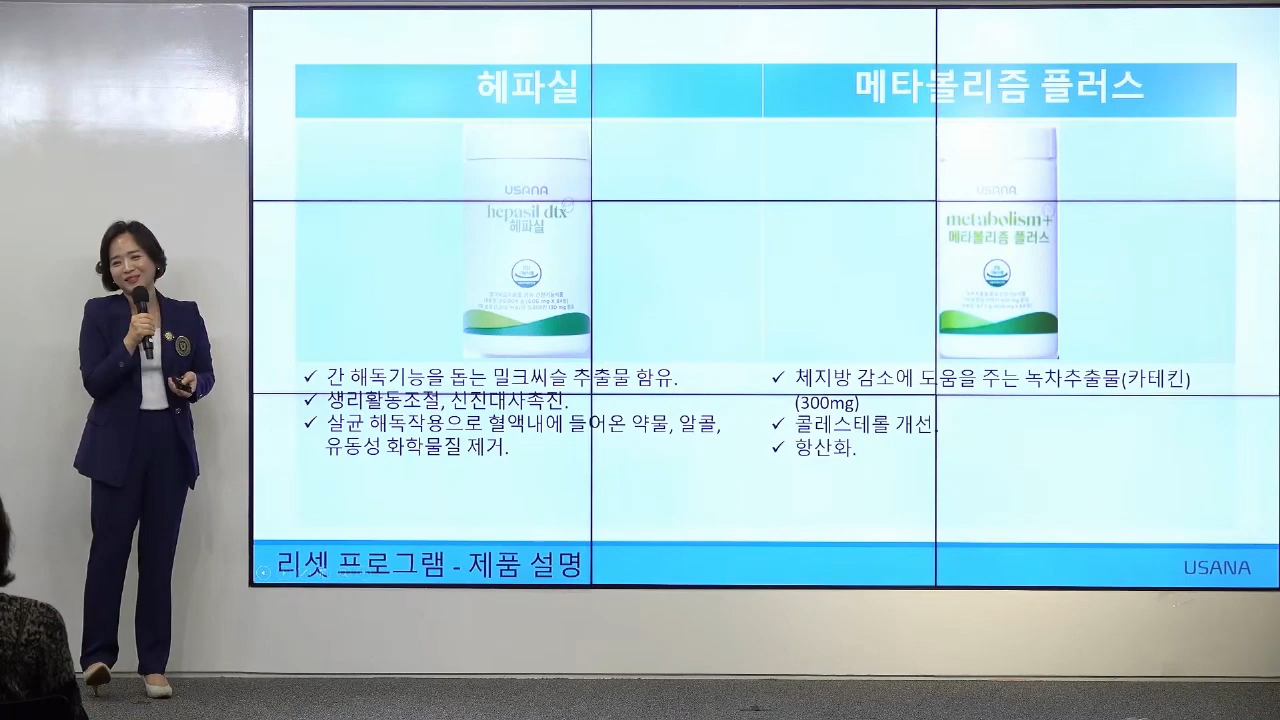 헤파실
메타볼리즘 플러스
USANA
hepasil dtx
헤파실
USANA
metabolism+
메타볼리즘 플러스
✓ 간 해독기능을 돕는 밀크씨슬 추출물 함유.
✓ 생리활동조절, 신진대사촉진.
✓ 살균 해독작용으로 혈액내에 들어온 약물, 알콜,
유동성 화학물질 제거.
✓ 체지방 감소에 도움을 주는 녹차추출물(카테킨)
(300mg)
✓ 콜레스테롤 개선.
✓ 항산화.
리셋 프로그램 - 제품 설명
USANA